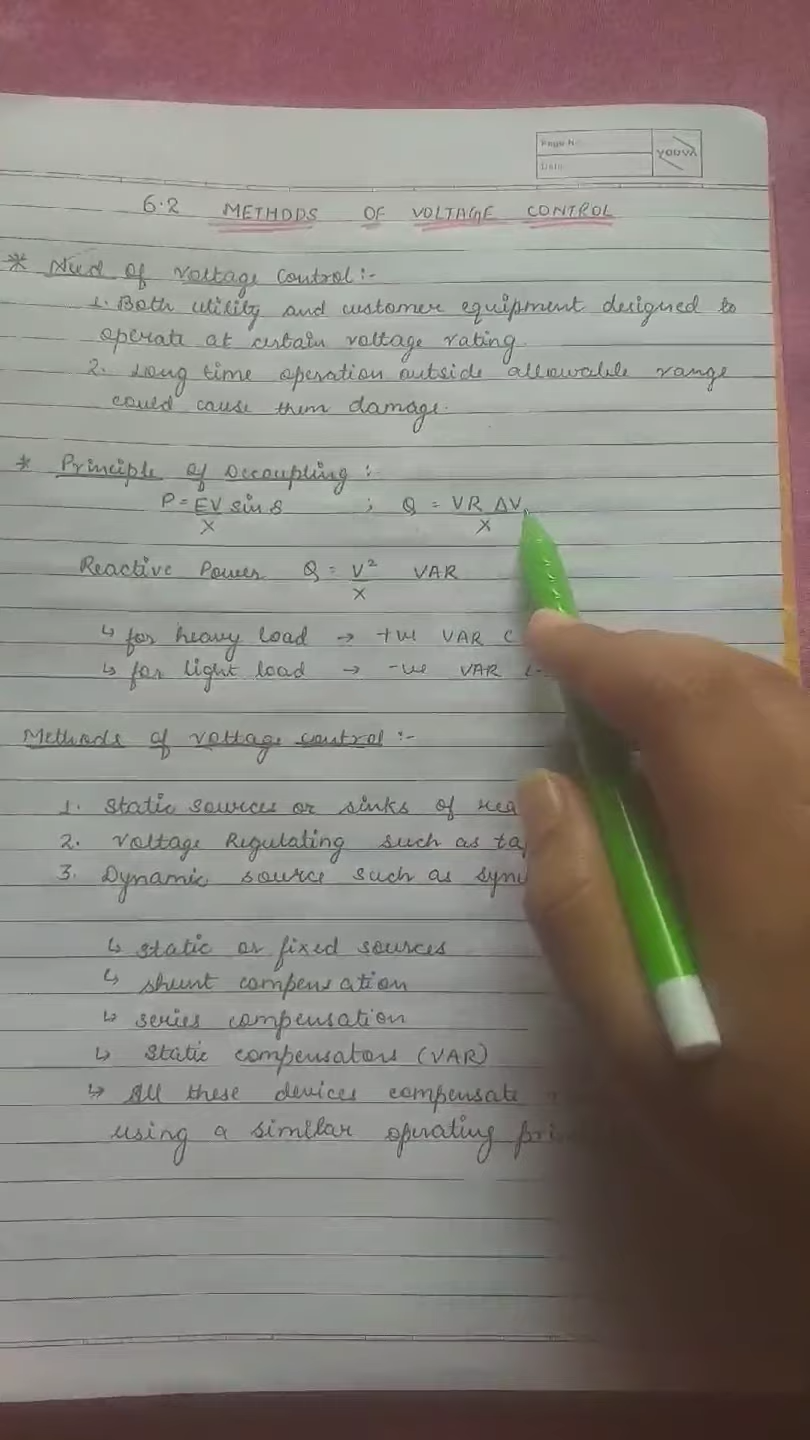 Page No.
Date
YOUVA
6.2 METHODS OF VOLTAGE CONTROL
* Need of voltage control :-
1. Both utility and customer equipment designed to
operate at certain voltage rating.
2. Long time operation outside allowable range
could cause them damage.
* Principle of Decoupling :
P = EV sin δ / X ; Q = VR ΔV / X
Reactive Power Q = V² / X VAR
↳ for heavy load → +ve VAR C
↳ for light load → -ve VAR
Methods of voltage control :-
1. Static sources or sinks of rea
2. Voltage Regulating such as tap
3. Dynamic source such as syn
↳ static or fixed sources
↳ shunt compensation
↳ series compensation
↳ Static compensators (VAR)
↳ All these devices compensate
using a similar operating pri